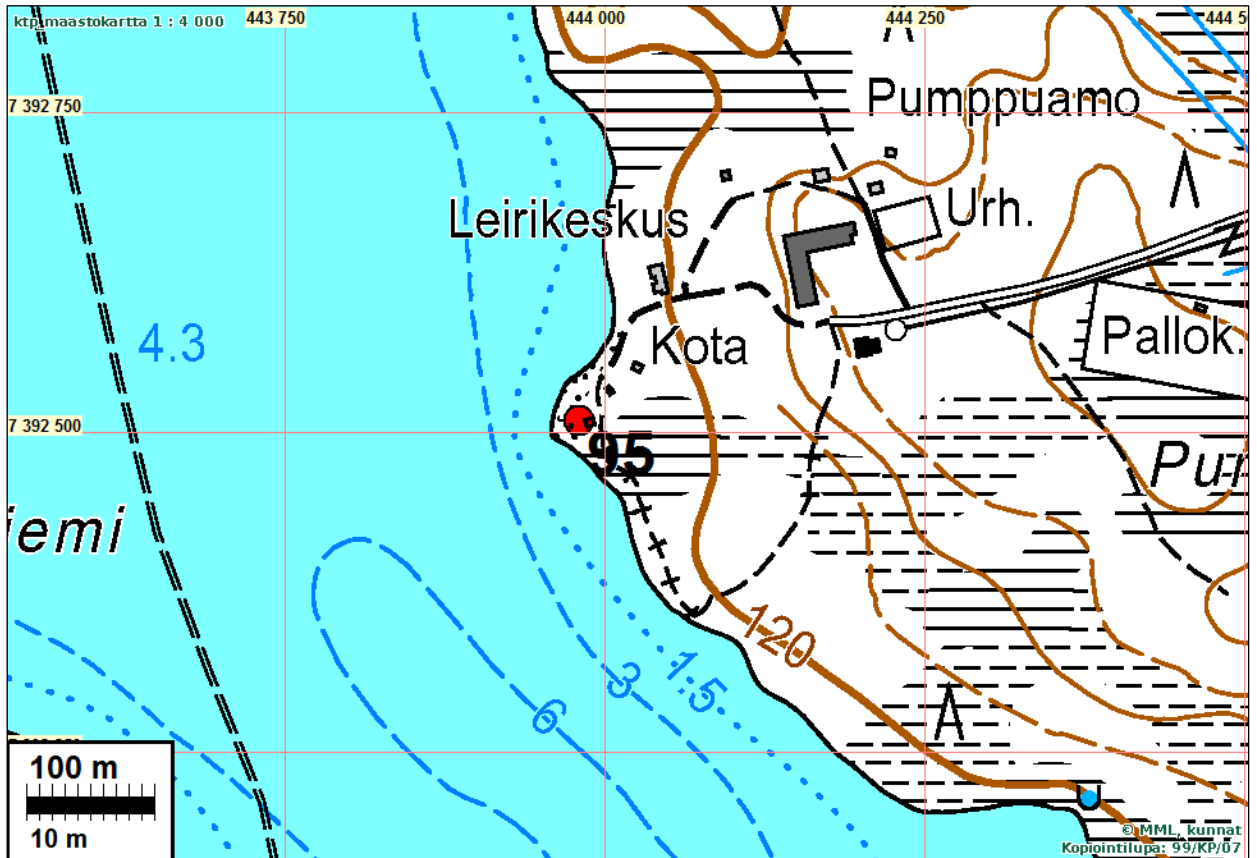 ktp_maastokartta 1 : 4 000
443 750
444 000
444 250
444 5
7 392 750
Pumppuamo
Leirikeskus
Urh.
4.3
Kota
Pallok.
7 392 500
95
Pur
iemi
120
1.5
3
6
100 m
10 m
© MML, kunnat
Kopiointilupa: 99/KP/07